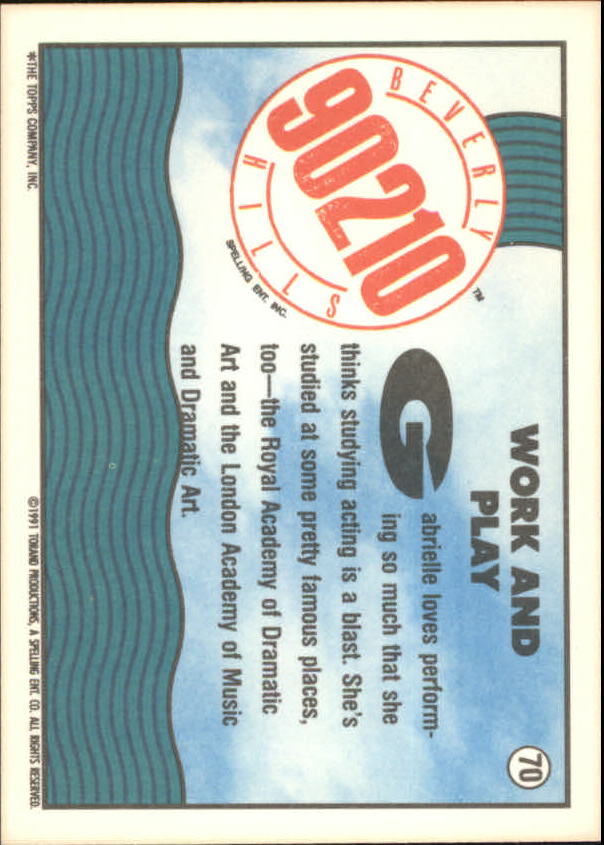 BEVERLY
90210
HILLS
™
SPELLING ENT. INC.
WORK AND
PLAY
70
Gabrielle loves perform-
ing so much that she
thinks studying acting is a blast. She's
studied at some pretty famous places,
too—the Royal Academy of Dramatic
Art and the London Academy of Music
and Dramatic Art.
*THE TOPPS COMPANY, INC.
©1991 TORAND PRODUCTIONS, A SPELLING ENT. CO. ALL RIGHTS RESERVED.